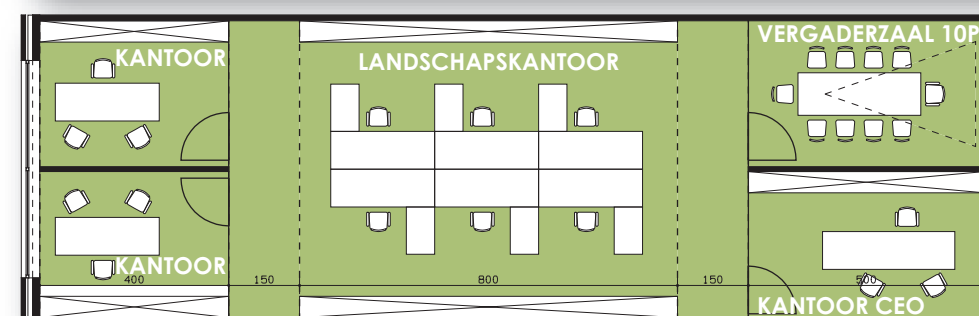 VERGADERZAAL 10P
KANTOOR
LANDSCHAPSKANTOOR
KANTOOR
400
150
800
150
500
KANTOOR CEO